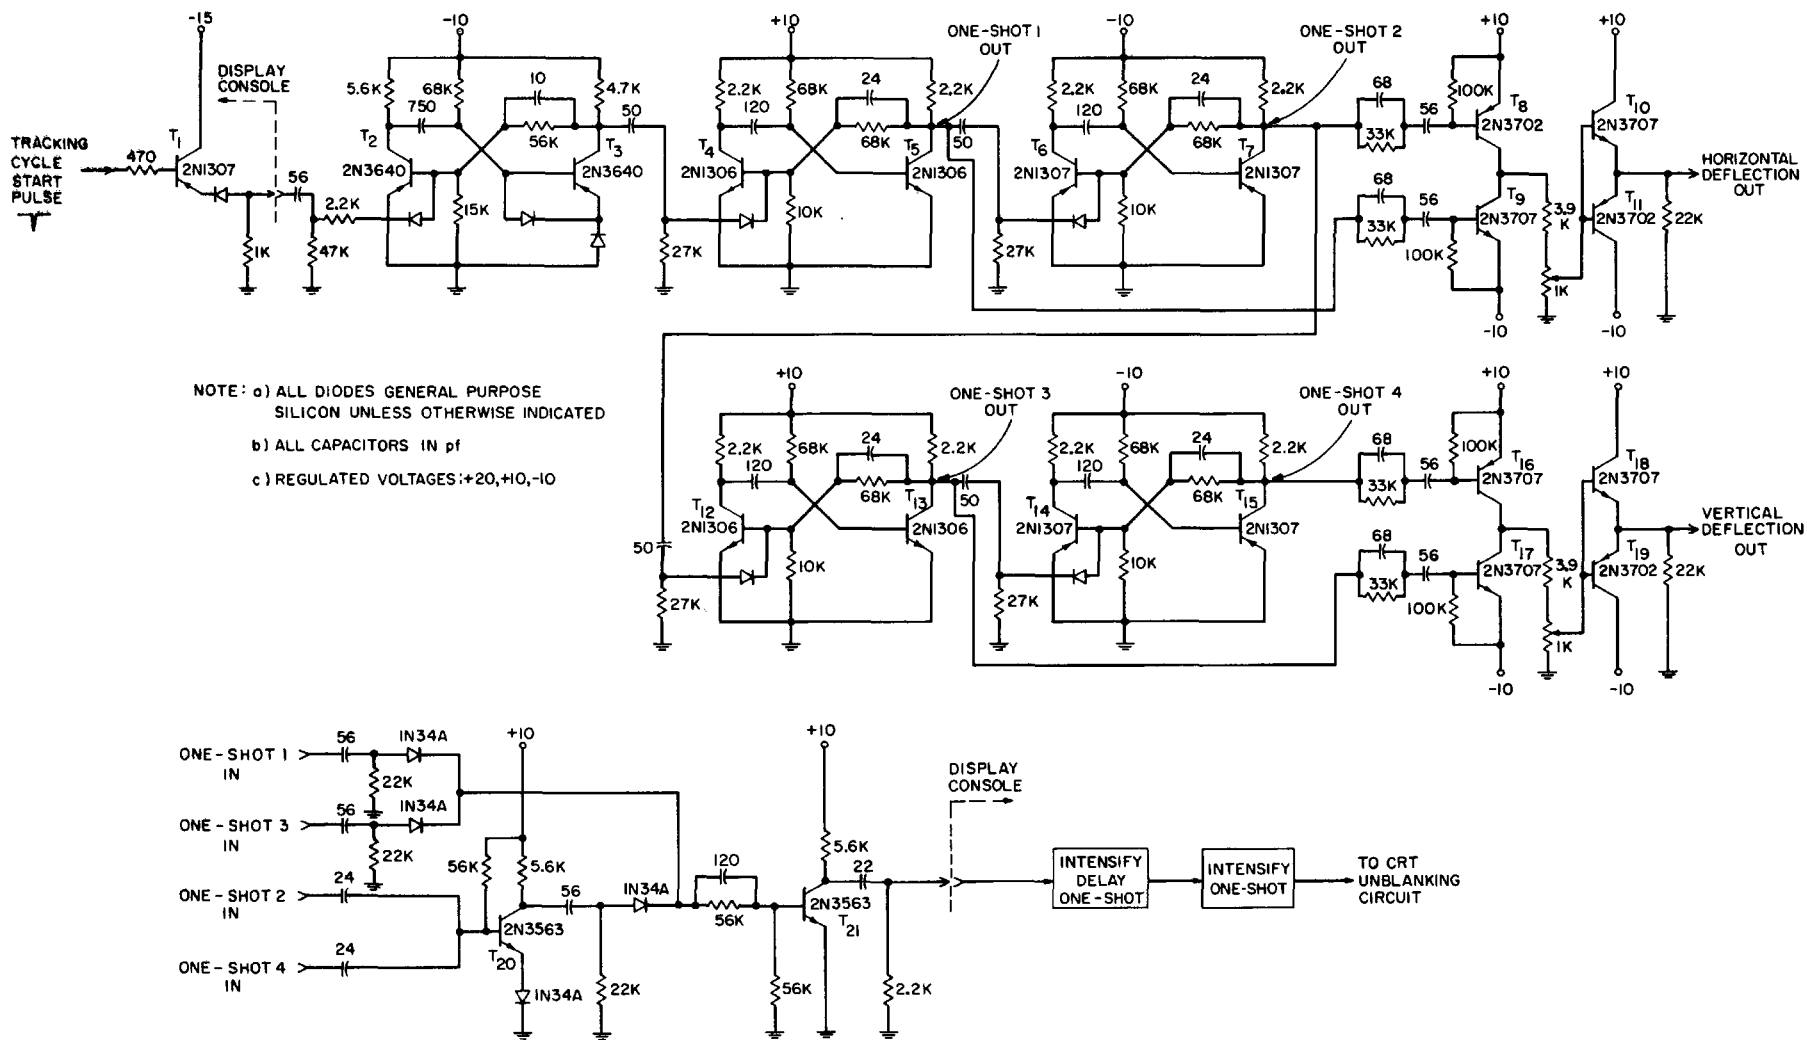 -15
-10
+10
-10
+10
+10
ONE-SHOT 1
OUT
ONE-SHOT 2
OUT
DISPLAY
CONSOLE
5.6K
68K
10
4.7K
2.2K
68K
24
2.2K
2.2K
68K
24
2.2K
68
100K
T8
T10
750
56K
50
120
68K
50
120
68K
33K
56
2N3702
2N3707
TRACKING
CYCLE
START
PULSE
470
T1
2N1307
T2
2N3640
T3
2N3640
T4
2N1306
T5
2N1306
T6
2N1307
T7
2N1307
HORIZONTAL
DEFLECTION
OUT
56
2.2K
15K
10K
10K
68
33K
56
T9
2N3707
3.9
K
T11
2N3702
22K
1K
47K
27K
27K
100K
1K
-10
-10
NOTE: a) ALL DIODES GENERAL PURPOSE
SILICON UNLESS OTHERWISE INDICATED
b) ALL CAPACITORS IN pf
c) REGULATED VOLTAGES:+20,+10,-10
+10
-10
+10
+10
ONE-SHOT 3
OUT
ONE-SHOT 4
OUT
2.2K
68K
24
2.2K
2.2K
68K
24
2.2K
68
100K
T16
T18
120
68K
50
120
68K
33K
56
2N3707
2N3707
T12
2N1306
T13
2N1306
T14
2N1307
T15
2N1307
VERTICAL
DEFLECTION
OUT
50
10K
10K
68
33K
56
T17
2N3707
3.9
K
T19
2N3702
22K
27K
27K
100K
1K
-10
-10
ONE-SHOT 1
IN
56
1N34A
22K
+10
+10
DISPLAY
CONSOLE
ONE-SHOT 3
IN
56
1N34A
22K
56K
5.6K
5.6K
ONE-SHOT 2
IN
24
56
1N34A
120
56K
22
2N3563
T20
2N3563
T21
INTENSIFY
DELAY
ONE-SHOT
INTENSIFY
ONE-SHOT
TO CRT
UNBLANKING
CIRCUIT
ONE-SHOT 4
IN
24
1N34A
22K
56K
2.2K